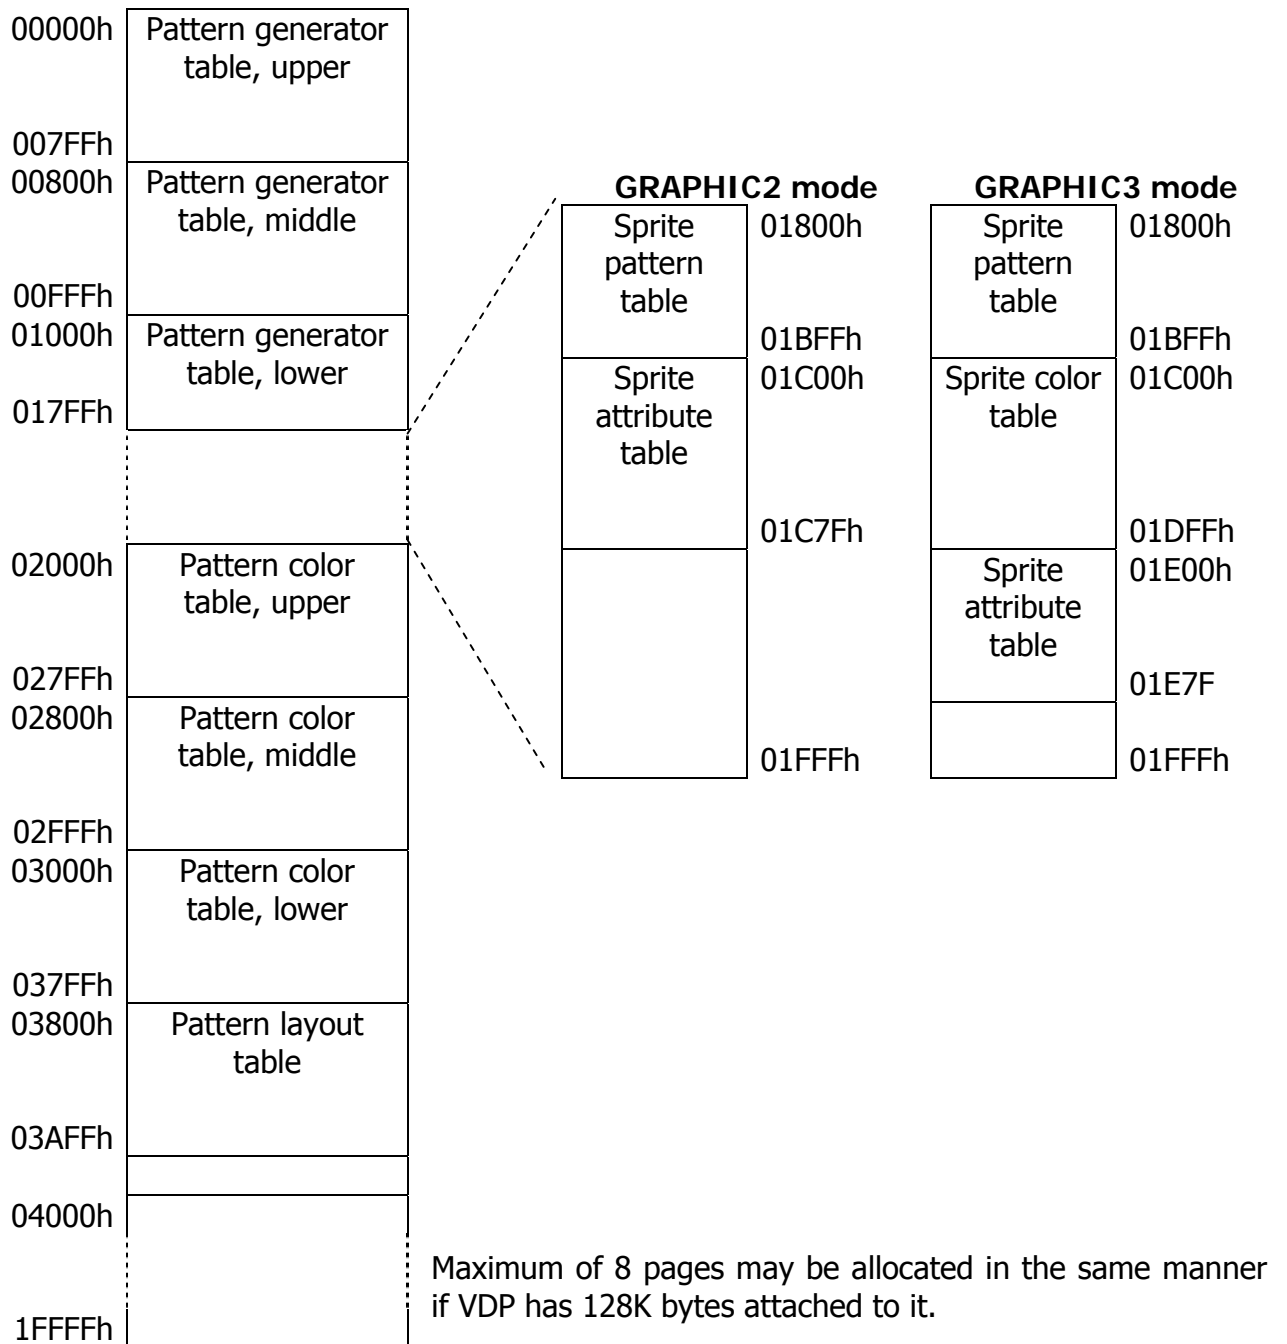 00000h
Pattern generator
table, upper
007FFh
00800h
Pattern generator
table, middle
00FFFh
01000h
Pattern generator
table, lower
017FFh
02000h
Pattern color
table, upper
027FFh
02800h
Pattern color
table, middle
02FFFh
03000h
Pattern color
table, lower
037FFh
03800h
Pattern layout
table
03AFFh
04000h
1FFFFh
GRAPHIC2 mode
Sprite
pattern
table
01800h
01BFFh
Sprite
attribute
table
01C00h
01C7Fh
01FFFh
GRAPHIC3 mode
Sprite
pattern
table
01800h
01BFFh
Sprite color
table
01C00h
01DFFh
Sprite
attribute
table
01E00h
01E7F
01FFFh
Maximum of 8 pages may be allocated in the same manner
if VDP has 128K bytes attached to it.